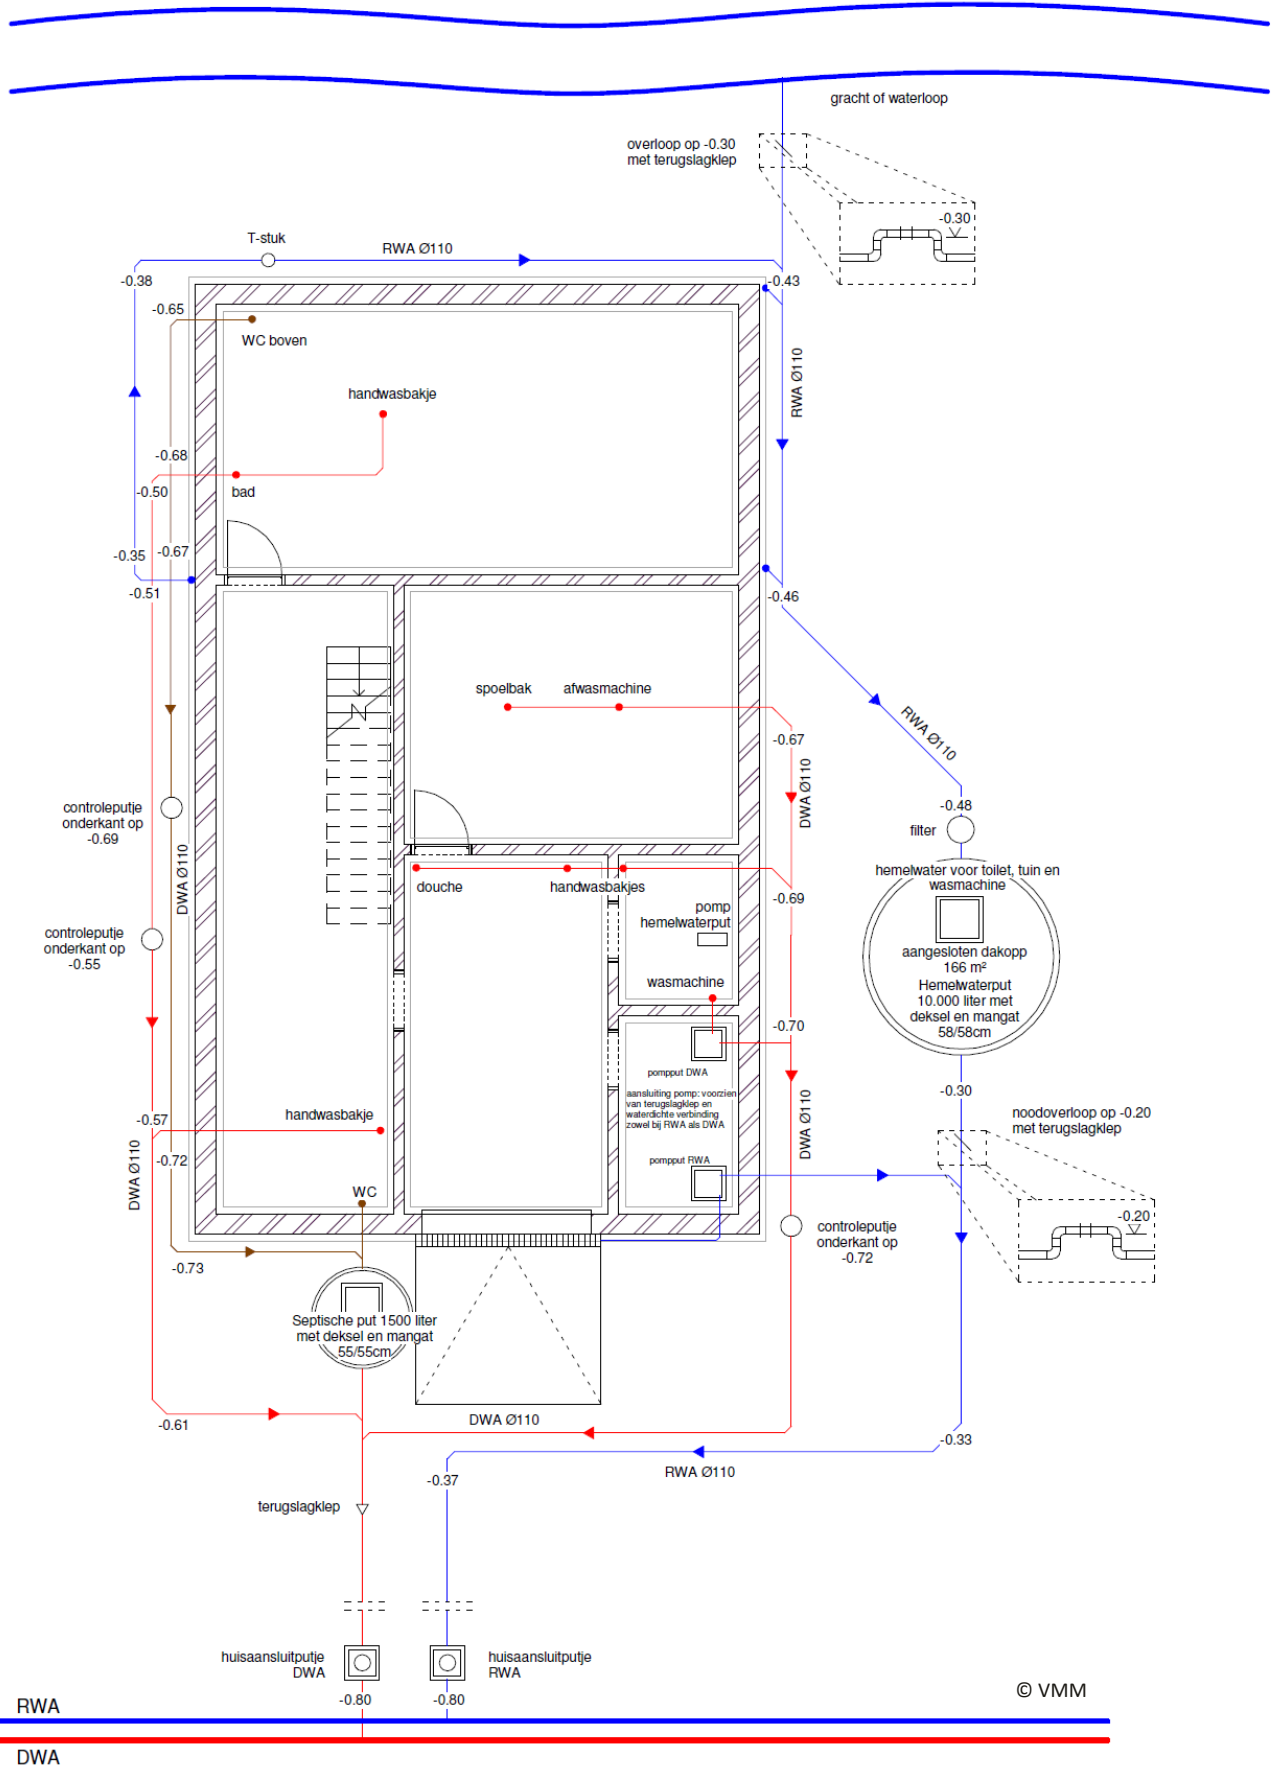 gracht of waterloop
overloop op -0.30
met terugslagklep
-0.30
T-stuk
RWA Ø110
-0.38
-0.43
-0.65
WC boven
RWA Ø110
handwasbakje
-0.68
-0.50
bad
-0.35
-0.67
-0.51
-0.46
spoelbak
afwasmachine
RWA Ø110
-0.67
DWA Ø110
controleputje
onderkant op
-0.69
-0.48
filter
DWA Ø110
hemelwater voor toilet, tuin en
wasmachine
douche
handwasbakjes
-0.69
pomp
hemelwaterput
controleputje
onderkant op
-0.55
aangesloten dakopp
166 m²
Hemelwaterput
10.000 liter met
deksel en mangat
58/58cm
wasmachine
-0.70
pompput DWA
aansluiting pomp: voorzien
van terugslagklep en
waterdichte verbinding
zowel bij RWA als DWA
-0.30
DWA Ø110
noodoverloop op -0.20
met terugslagklep
handwasbakje
-0.57
-0.72
DWA Ø110
pompput RWA
WC
-0.20
controleputje
onderkant op
-0.72
-0.73
Septische put 1500 liter
met deksel en mangat
55/55cm
-0.61
DWA Ø110
-0.33
RWA Ø110
-0.37
terugslagklep
huisaansluitputje
DWA
huisaansluitputje
RWA
-0.80
-0.80
© VMM
RWA
DWA